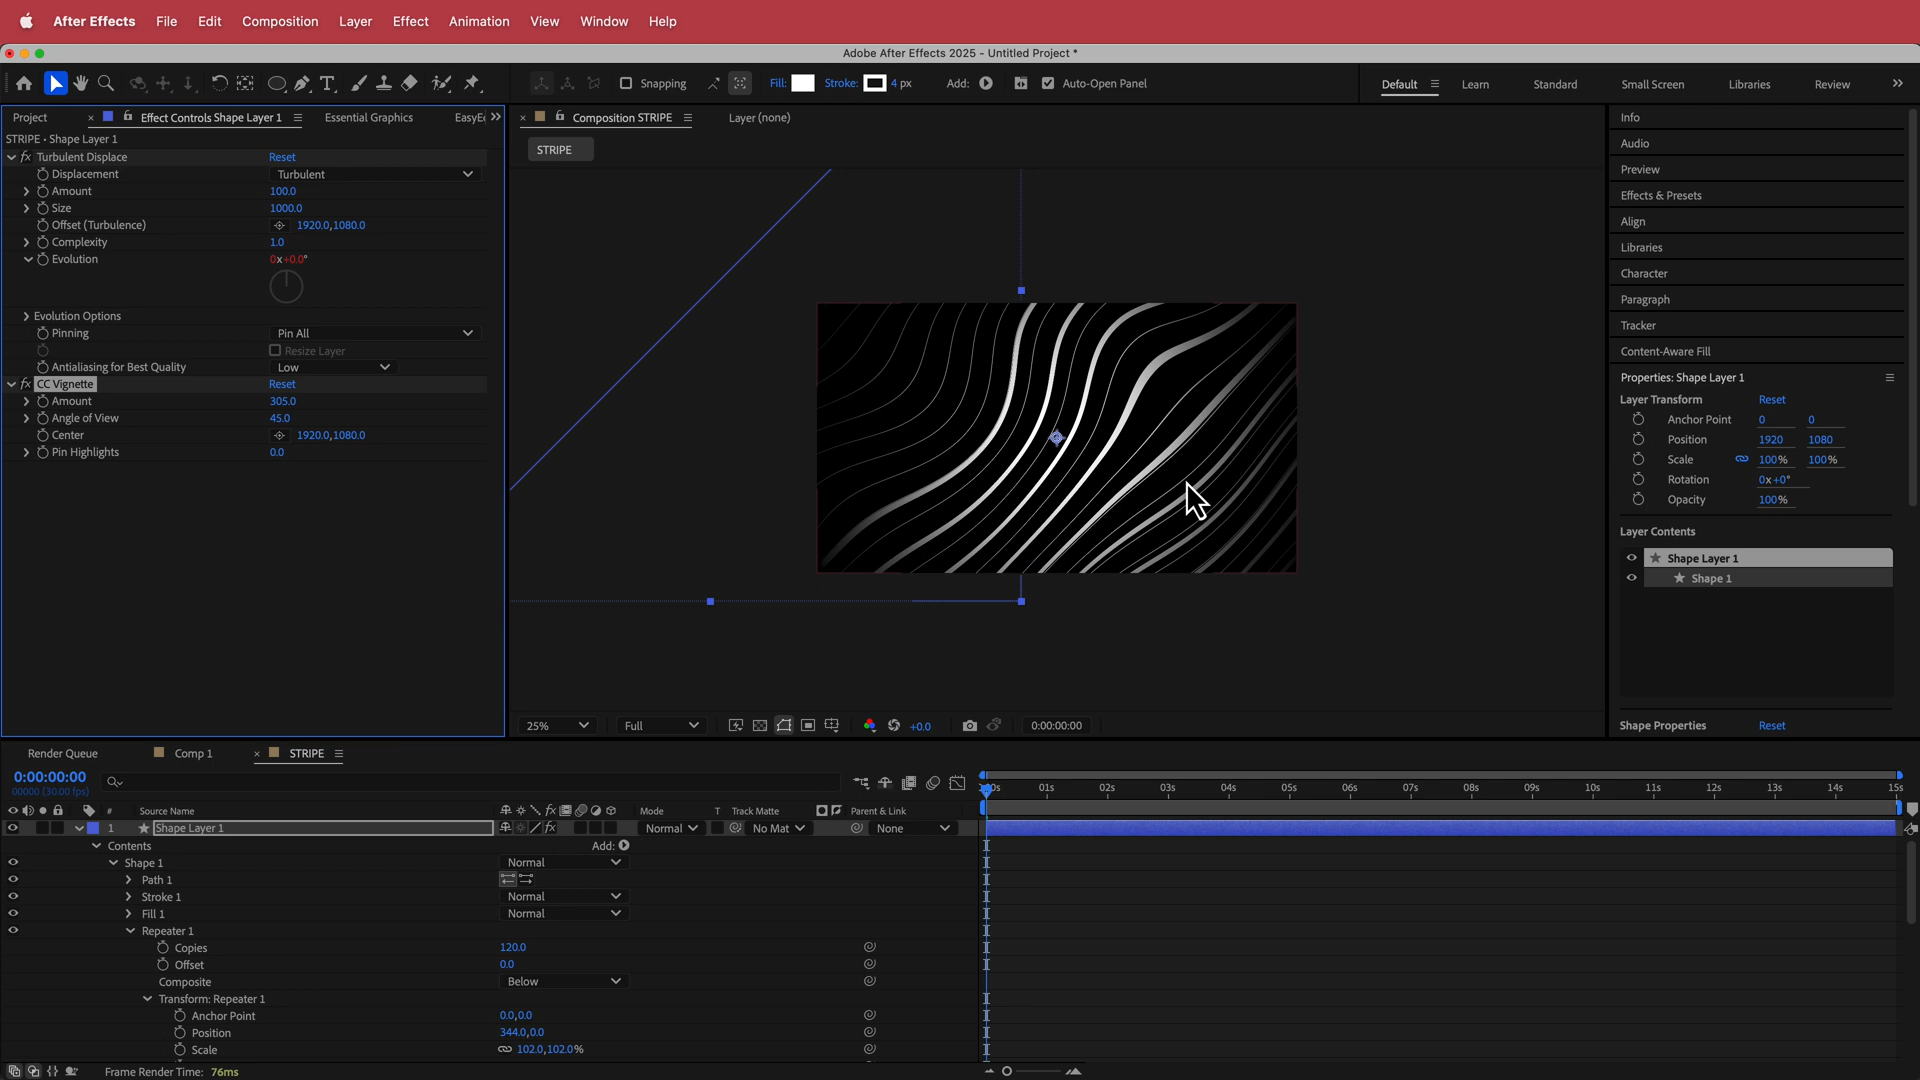 After Effects File Edit Composition Layer Effect Animation View Window Help
Adobe After Effects 2025 - Untitled Project *
Snapping Fill: Stroke: 4 px Add: Auto-Open Panel Default Learn Standard Small Screen Libraries Review
Project Effect Controls Shape Layer 1 Essential Graphics
Composition STRIPE Layer (none)
STRIPE • Shape Layer 1
STRIPE
fx Turbulent Displace Reset
Displacement Turbulent
Amount 100.0
Size 1000.0
Offset (Turbulence) 1920.0,1080.0
Complexity 1.0
Evolution 0x+0.0°
Evolution Options
Pinning Pin All
Resize Layer
Antialiasing for Best Quality Low
fx CC Vignette Reset
Amount 305.0
Angle of View 45.0
Center 1920.0,1080.0
Pin Highlights 0.0
25% Full +0.0 0:00:00:00
Info
Audio
Preview
Effects & Presets
Align
Libraries
Character
Paragraph
Tracker
Content-Aware Fill
Properties: Shape Layer 1
Layer Transform Reset
Anchor Point 0 0
Position 1920 1080
Scale 100% 100%
Rotation 0x+0°
Opacity 100%
Layer Contents
Shape Layer 1
Shape 1
Shape Properties Reset
Render Queue Comp 1 STRIPE
0:00:00:00
00000 (30.00 fps)
01s 02s 03s 04s 05s 06s 07s 08s 09s 10s 11s 12s 13s 14s 15s
# Source Name fx Mode T Track Matte Parent & Link
1 Shape Layer 1 fx Normal No Mat None
Contents Add:
Shape 1 Normal
Path 1
Stroke 1 Normal
Fill 1 Normal
Repeater 1
Copies 120.0
Offset 0.0
Composite Below
Transform: Repeater 1
Anchor Point 0.0,0.0
Position 344.0,0.0
Scale 102.0,102.0%
Frame Render Time: 76ms